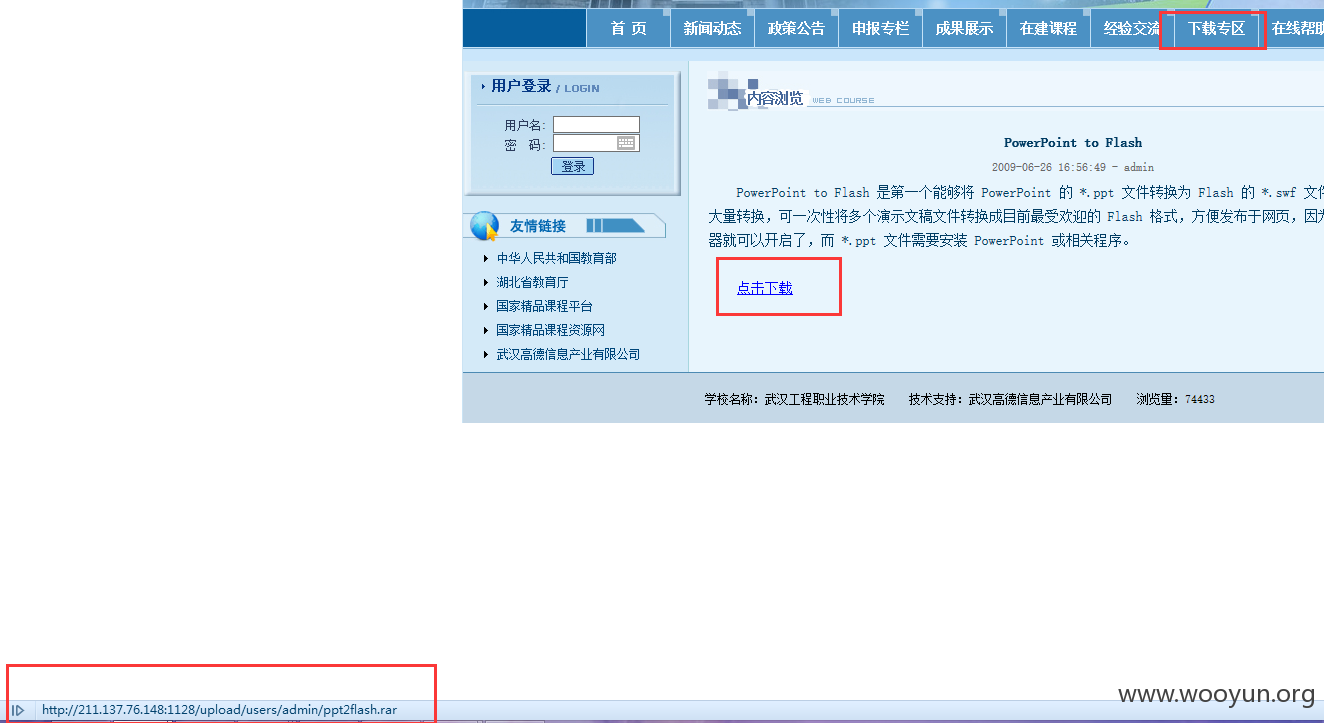 首 页 新闻动态 政策公告 申报专栏 成果展示 在建课程 经验交流 下载专区 在线帮助
用户登录 / LOGIN
用户名:
密 码:
登录
友情链接
中华人民共和国教育部
湖北省教育厅
国家精品课程平台
国家精品课程资源网
武汉高德信息产业有限公司
内容浏览 WEB COURSE
PowerPoint to Flash
2009-06-26 16:56:49 - admin
PowerPoint to Flash 是第一个能够将 PowerPoint 的 *.ppt 文件转换为 Flash 的 *.swf 文件
大量转换，可一次性将多个演示文稿文件转换成目前最受欢迎的 Flash 格式，方便发布于网页，因为
器就可以开启了，而 *.ppt 文件需要安装 PowerPoint 或相关程序。
点击下载
学校名称：武汉工程职业技术学院 技术支持：武汉高德信息产业有限公司 浏览量：74433
www.wooyun.org
http://211.137.76.148:1128/upload/users/admin/ppt2flash.rar